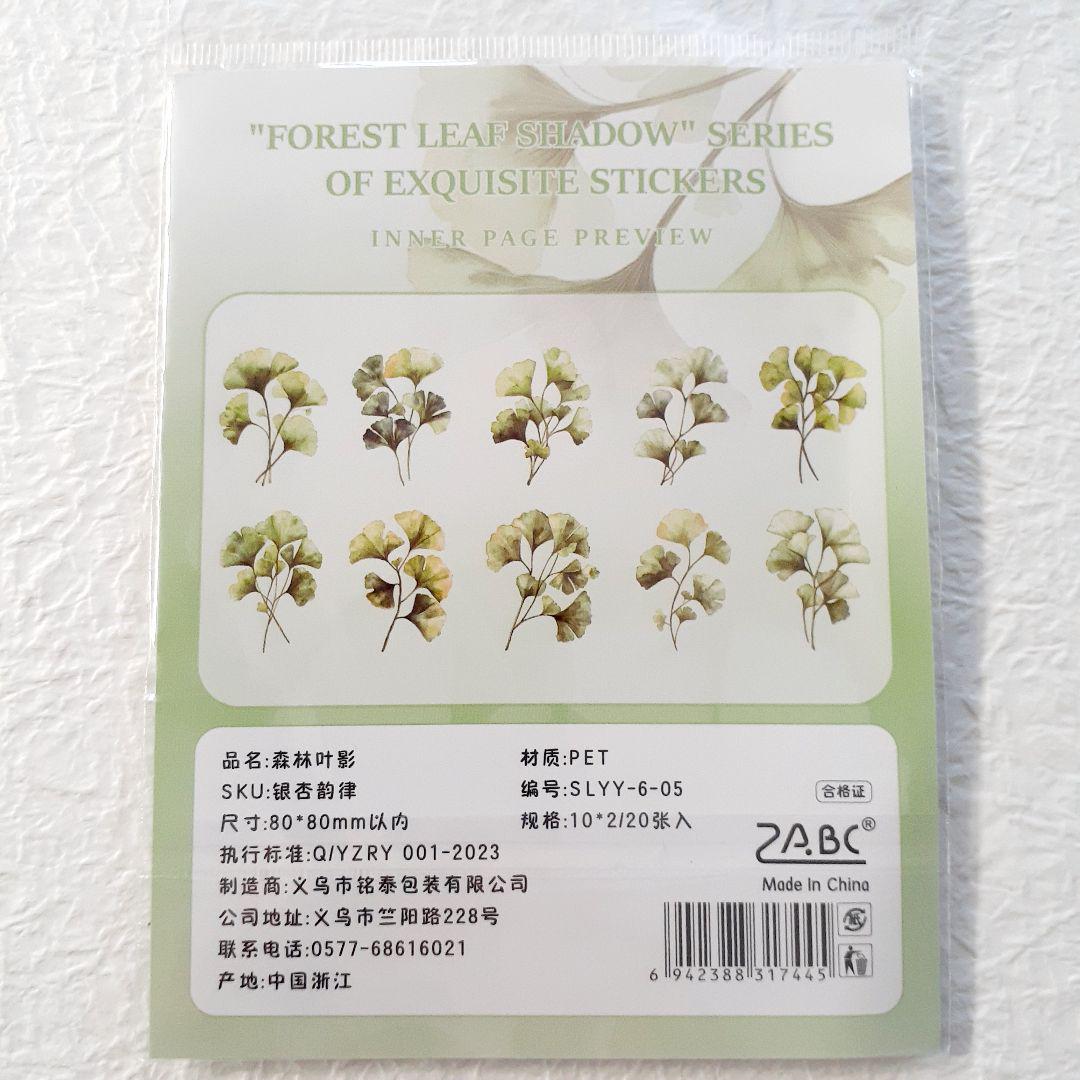 "FOREST LEAF SHADOW" SERIES
OF EXQUISITE STICKERS
INNER PAGE PREVIEW
品名:森林叶影
材质:PET
SKU:银杏韵律
编号:SLYY-6-05
尺寸:80*80mm以内
规格:10*2/20张入
执行标准:Q/YZRY 001-2023
制造商:义乌市铭泰包装有限公司
公司地址:义乌市竺阳路228号
联系电话:0577-68616021
产地:中国浙江
合格证
ZABC®
Made In China
纸
6 942388 317445